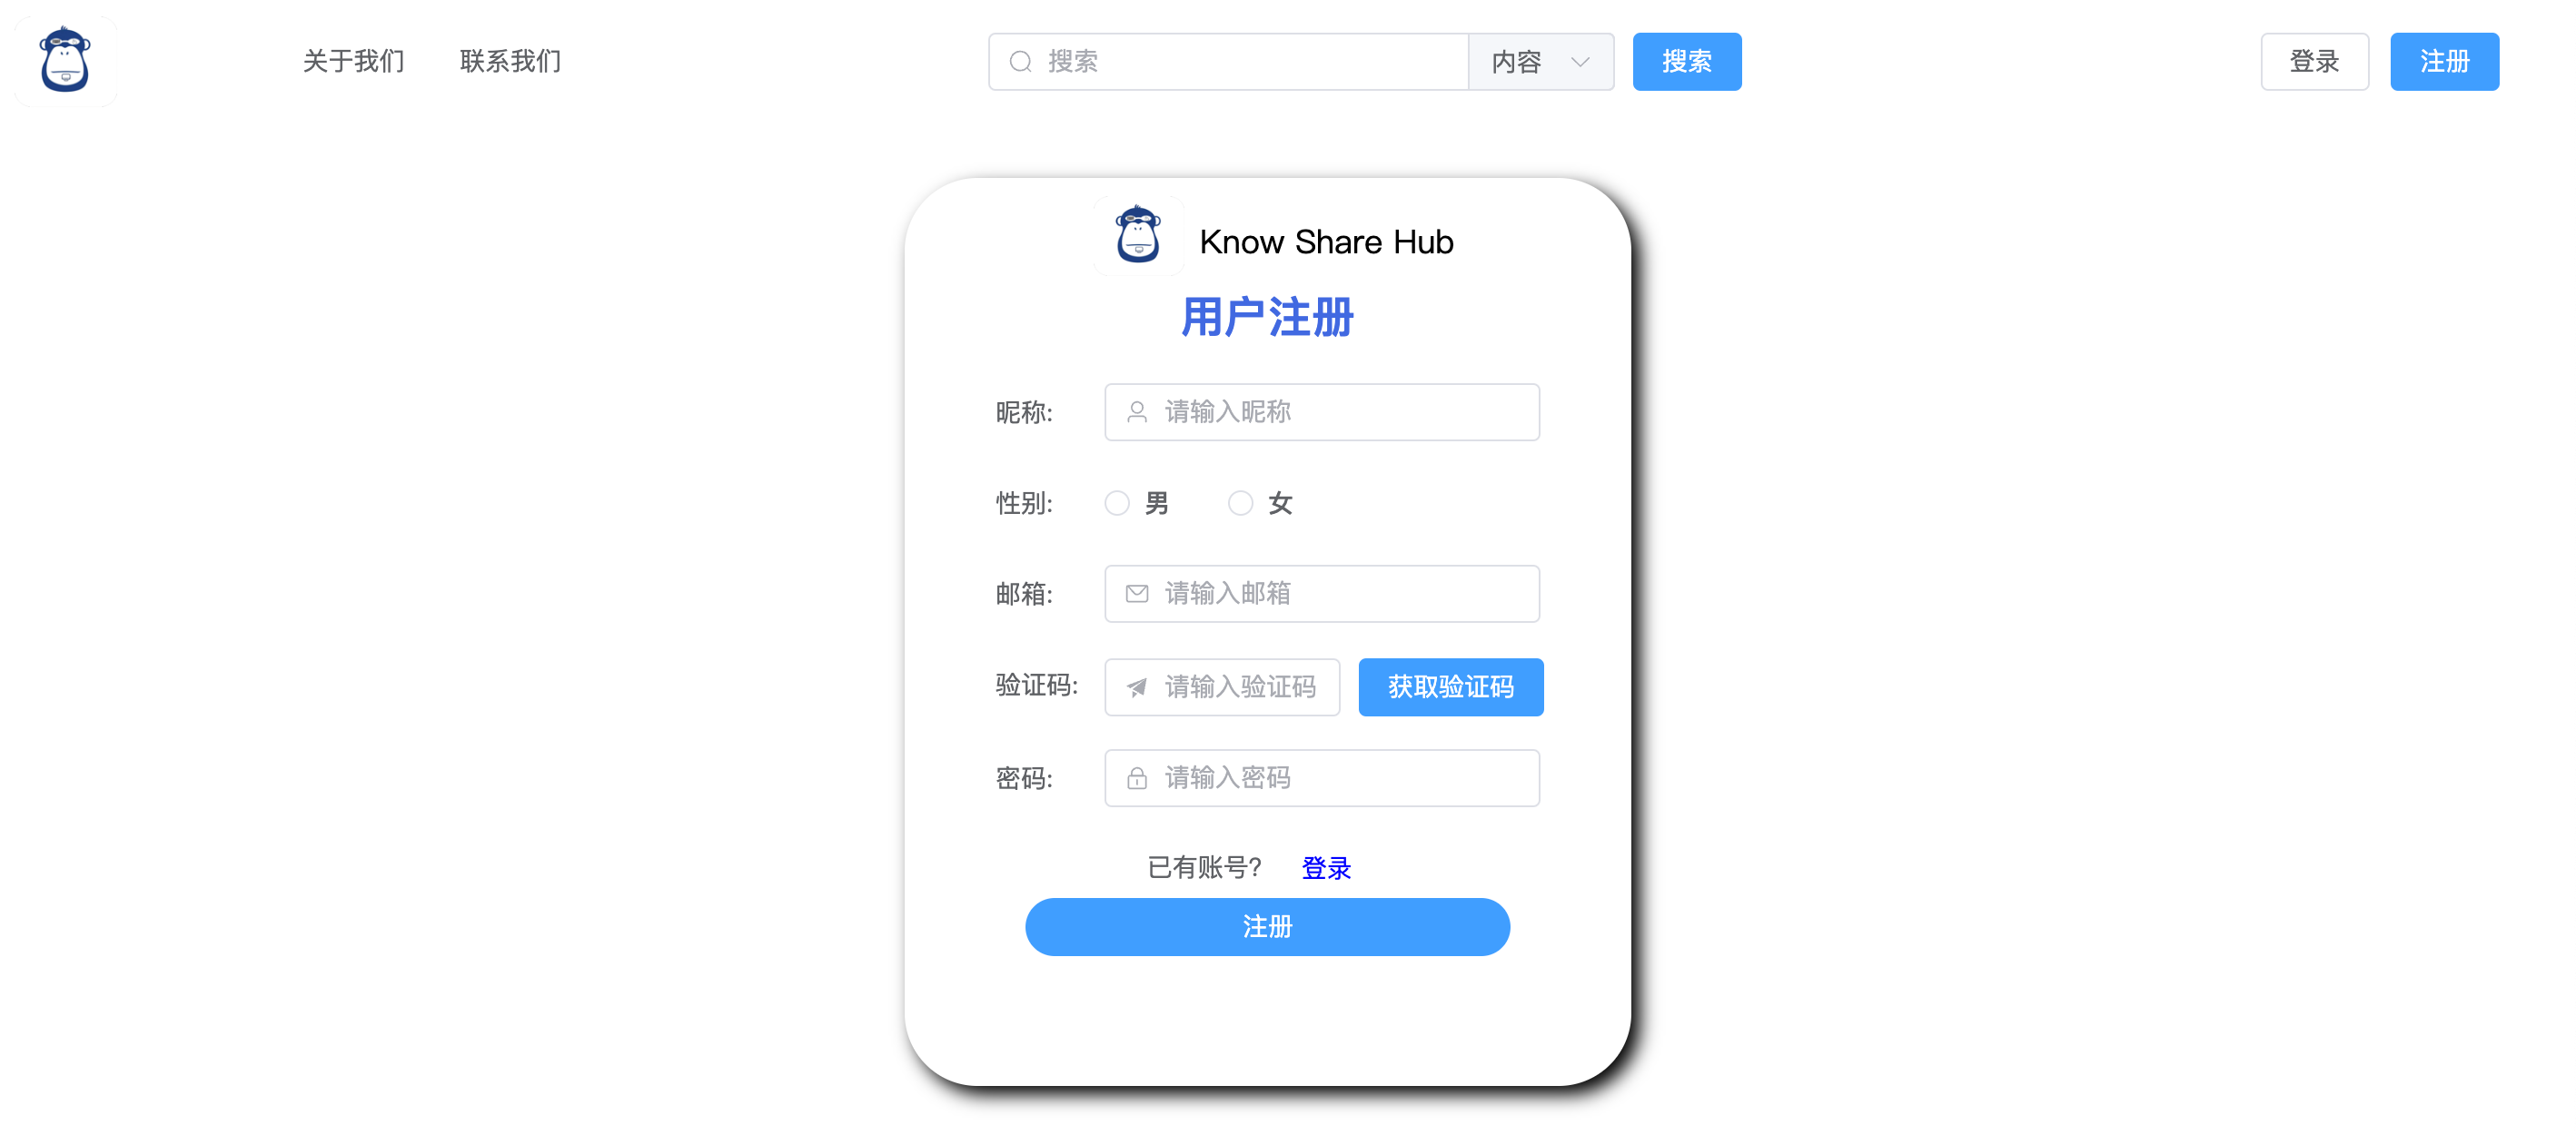 关于我们 联系我们 搜索 内容 搜索 登录 注册
Know Share Hub
用户注册
昵称: 请输入昵称
性别: 男 女
邮箱: 请输入邮箱
验证码: 请输入验证码 获取验证码
密码: 请输入密码
已有账号? 登录
注册